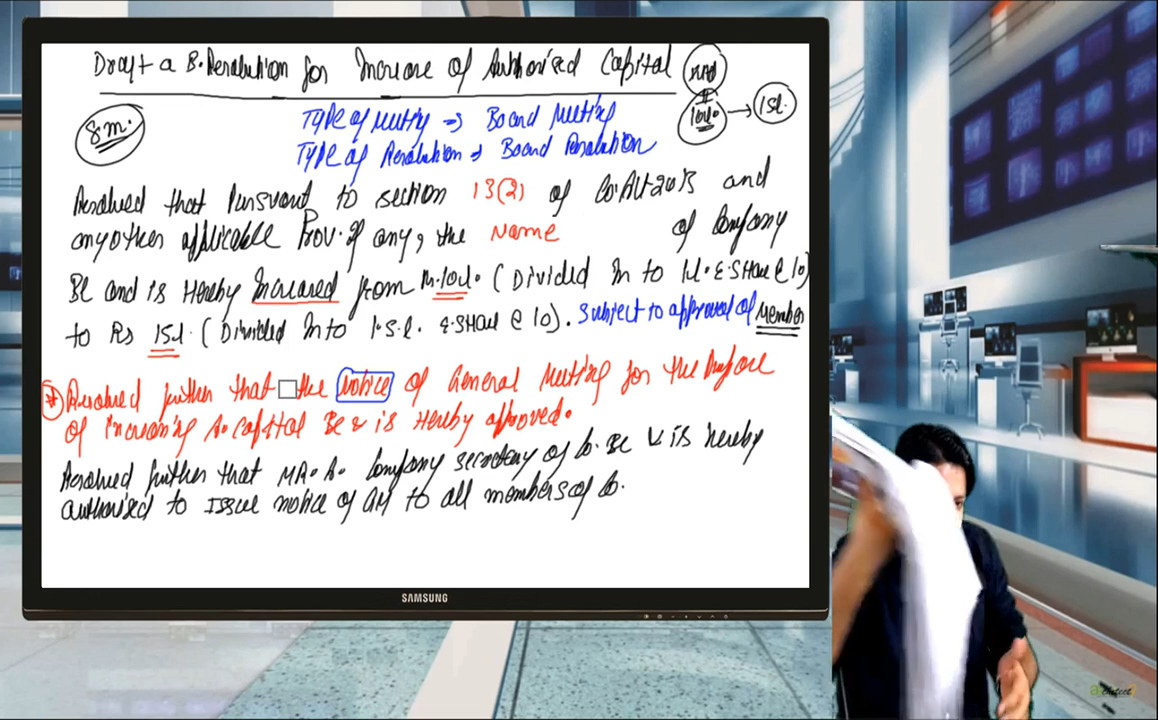 Draft a B. Resolution for Increase of Authorised Capital
8m.
10L → 15L
Type of Meeting ⇒ Board Meeting
Type of Resolution ⇒ Board Resolution
Resolved that Pursuant to section 13(2) of Co. Act 2013 and
any other applicable Prov. if any, the Name of Company
Be and is Hereby Increased from Rs. 10L. (Divided In to 1L. E. Share @ 10)
to Rs 15L. (Divided Into 1.5L. E. Share @ 10). Subject to approval of Member
* Resolved further that the notice of General Meeting for the Purpose
of increasing A. capital Be & is Hereby approved.
Resolved further that MR. A. Company secretary of Co. Be & is hereby
authorised to Issue notice of GM to all members of Co.
SAMSUNG